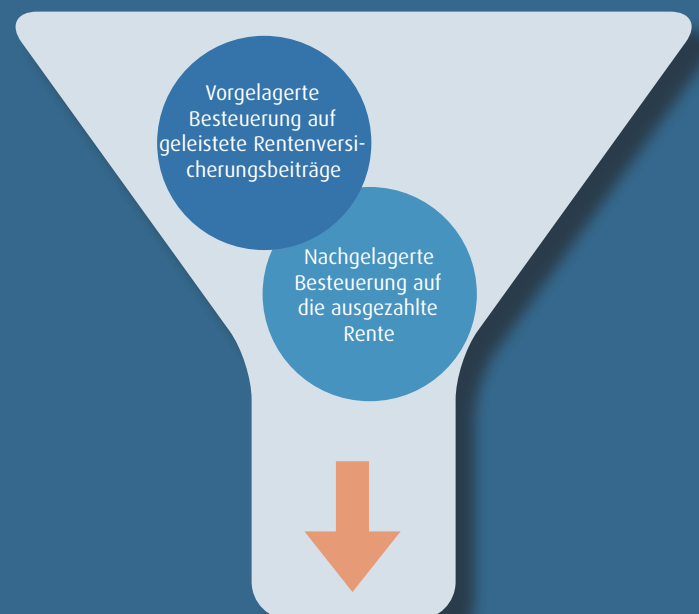 Vorgelagerte
Besteuerung auf
geleistete Rentenversi-
cherungsbeiträge
Nachgelagerte
Besteuerung auf
die ausgezahlte
Rente